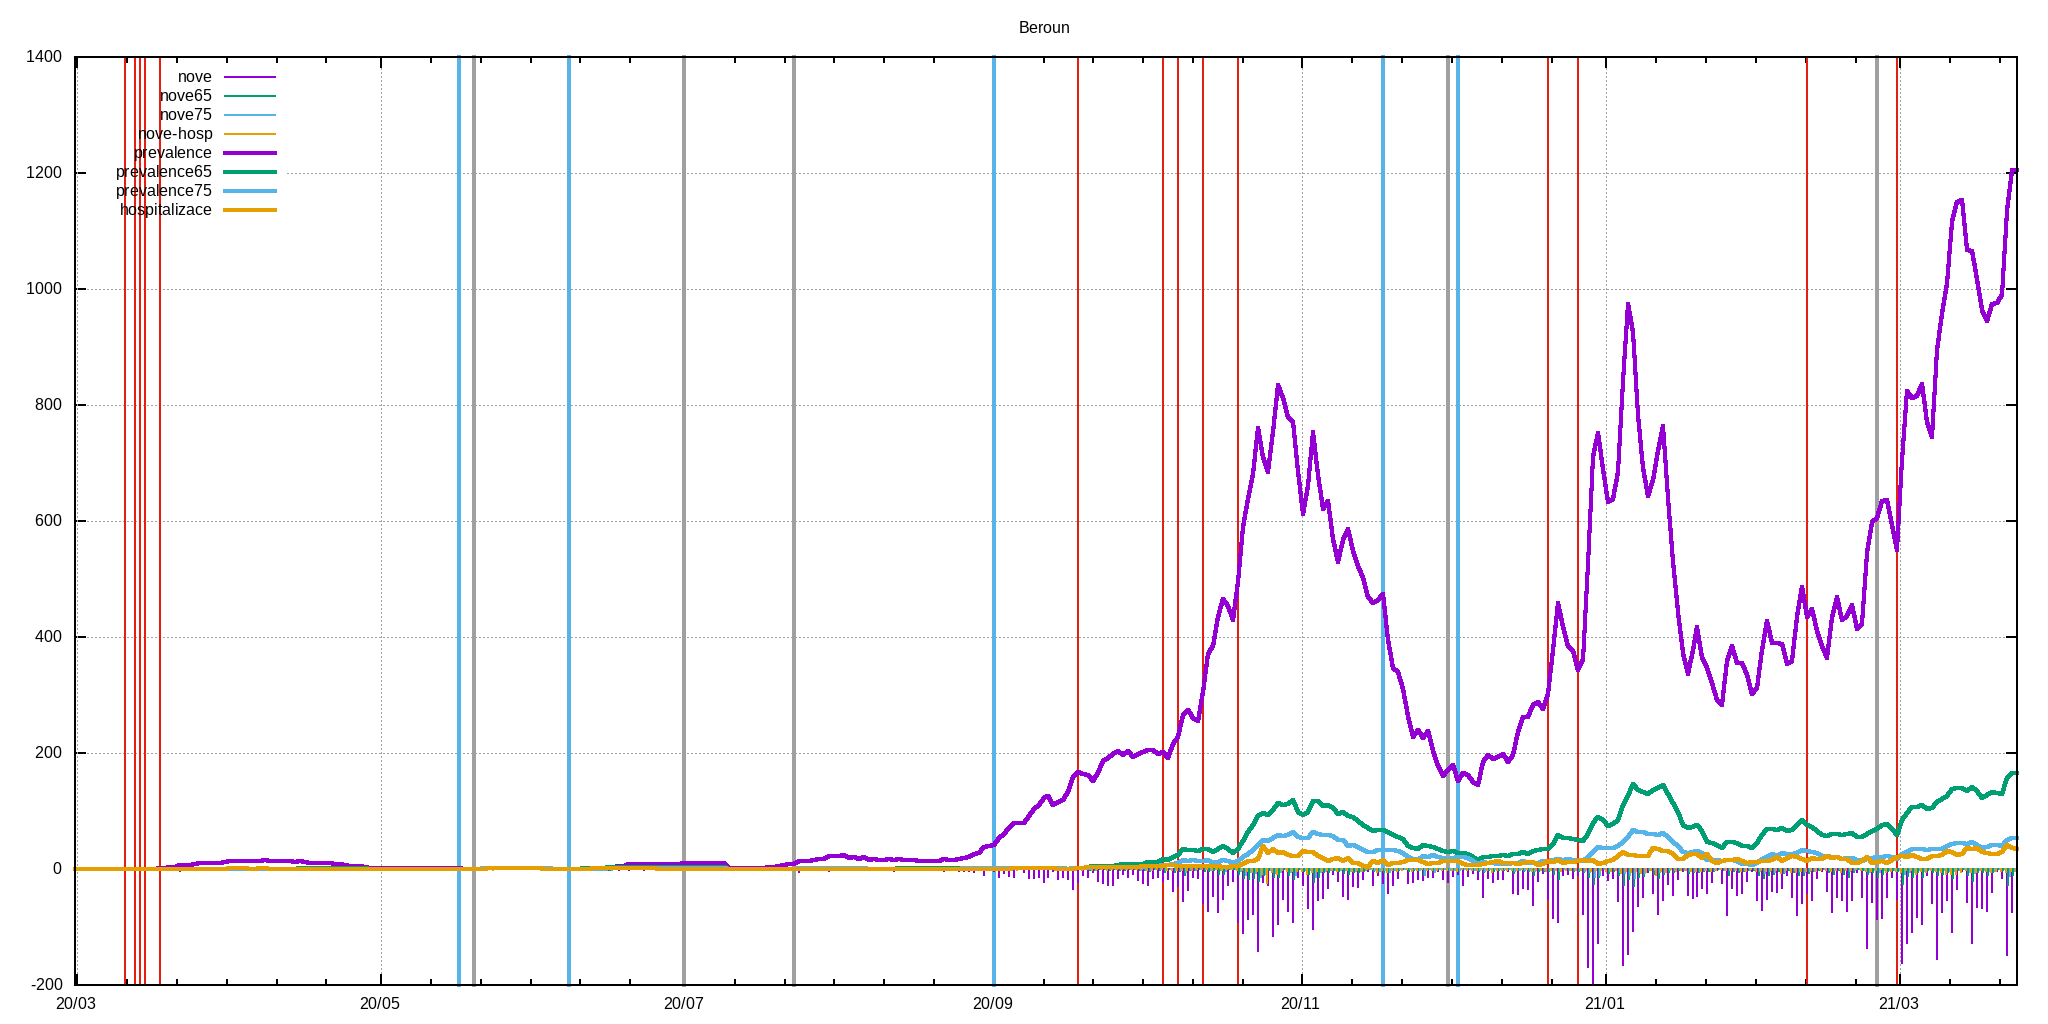 Beroun
1400
1200
1000
800
600
400
200
0
-200
nove
nove65
nove75
nove-hosp
prevalence
prevalence65
prevalence75
hospitalizace
20/03
20/05
20/07
20/09
20/11
21/01
21/03